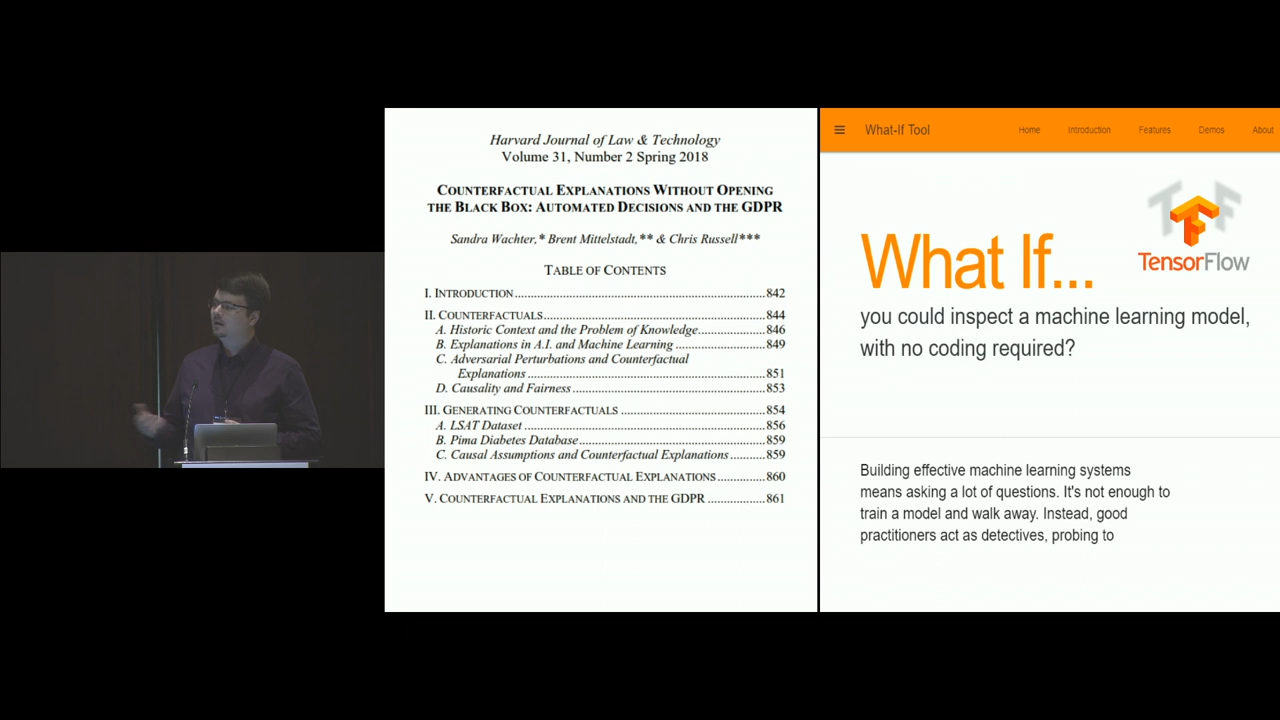 Harvard Journal of Law & Technology
Volume 31, Number 2 Spring 2018
COUNTERFACTUAL EXPLANATIONS WITHOUT OPENING
THE BLACK BOX: AUTOMATED DECISIONS AND THE GDPR
Sandra Wachter,* Brent Mittelstadt,** & Chris Russell***
TABLE OF CONTENTS
I. INTRODUCTION ... 842
II. COUNTERFACTUALS ... 844
A. Historic Context and the Problem of Knowledge ... 846
B. Explanations in A.I. and Machine Learning ... 849
C. Adversarial Perturbations and Counterfactual
Explanations ... 851
D. Causality and Fairness ... 853
III. GENERATING COUNTERFACTUALS ... 854
A. LSAT Dataset ... 856
B. Pima Diabetes Database ... 859
C. Causal Assumptions and Counterfactual Explanations ... 859
IV. ADVANTAGES OF COUNTERFACTUAL EXPLANATIONS ... 860
V. COUNTERFACTUAL EXPLANATIONS AND THE GDPR ... 861
What-If Tool Home Introduction Features Demos About
What If...
TensorFlow
you could inspect a machine learning model,
with no coding required?
Building effective machine learning systems
means asking a lot of questions. It's not enough to
train a model and walk away. Instead, good
practitioners act as detectives, probing to